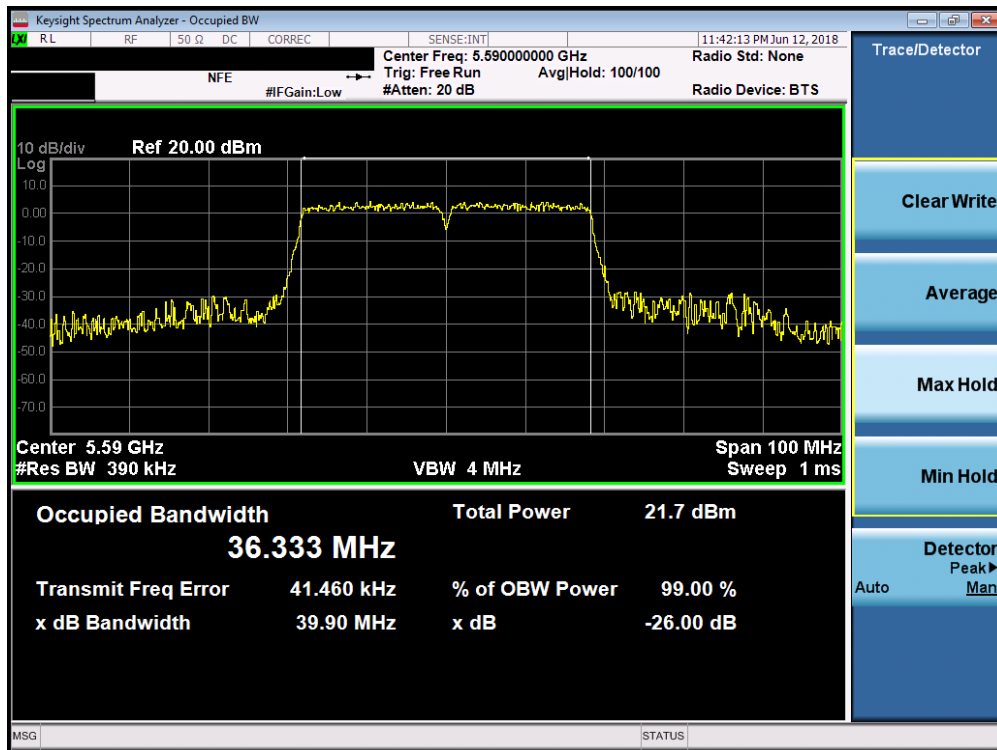 Keysight Spectrum Analyzer - Occupied BW
LXI RL RF 50 Ω DC CORREC SENSE:INT 11:42:13 PM Jun 12, 2018
Center Freq: 5.590000000 GHz Radio Std: None
NFE Trig: Free Run Avg|Hold: 100/100
#IFGain:Low #Atten: 20 dB Radio Device: BTS
10 dB/div Ref 20.00 dBm
Log
10.0
0.00
-10.0
-20.0
-30.0
-40.0
-50.0
-60.0
-70.0
Center 5.59 GHz Span 100 MHz
#Res BW 390 kHz VBW 4 MHz Sweep 1 ms
Occupied Bandwidth Total Power 21.7 dBm
36.333 MHz
Transmit Freq Error 41.460 kHz % of OBW Power 99.00 %
x dB Bandwidth 39.90 MHz x dB -26.00 dB
MSG STATUS
Trace/Detector
Clear Write
Average
Max Hold
Min Hold
Detector
Peak▶
Auto Man